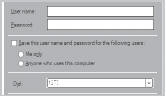 User name:
Password:
Save this user name and password for the following users:
Me only
Anyone who uses this computer
Dial: